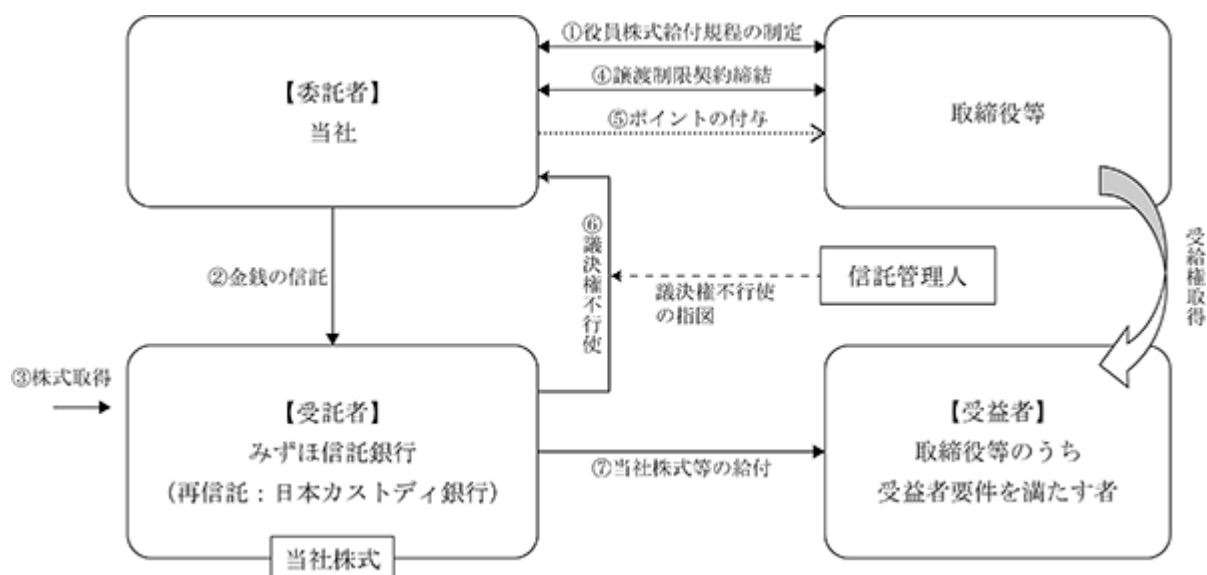 ①役員株式給付規程の制定
④譲渡制限契約締結
⑤ポイントの付与
【委託者】
当社
取締役等
②金銭の信託
⑥議決権不行使
議決権不行使
の指図
信託管理人
受給権取得
③株式取得
【受託者】
みずほ信託銀行
(再信託:日本カストディ銀行)
当社株式
⑦当社株式等の給付
【受益者】
取締役等のうち
受益者要件を満たす者